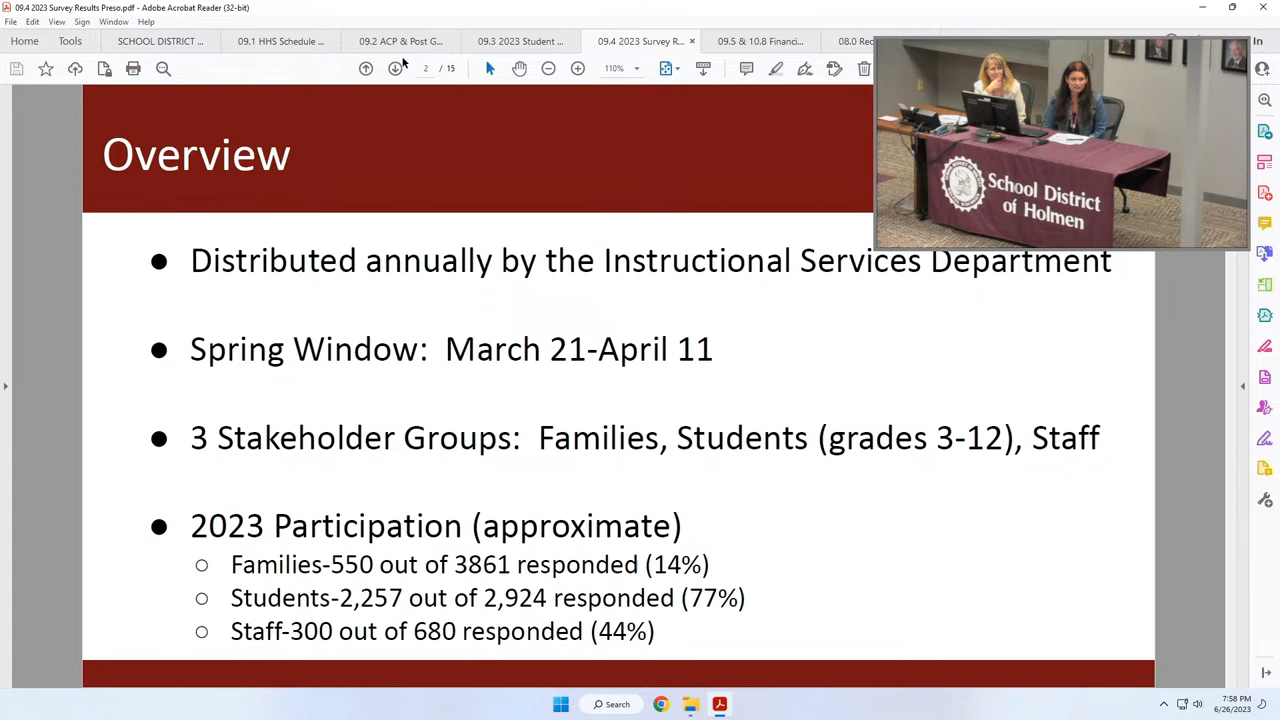 09.4 2023 Survey Results Preso.pdf - Adobe Acrobat Reader (32-bit)
File Edit View Sign Window Help
Home Tools SCHOOL DISTRICT ... 09.1 HHS Schedule ... 09.2 ACP & Post G... 09.3 2023 Student ... 09.4 2023 Survey R... × 09.5 & 10.8 Financi... 08.0 Rec In
2 / 15 110%
Overview
School District
of Holmen
● Distributed annually by the Instructional Services Department
● Spring Window: March 21-April 11
● 3 Stakeholder Groups: Families, Students (grades 3-12), Staff
● 2023 Participation (approximate)
○ Families-550 out of 3861 responded (14%)
○ Students-2,257 out of 2,924 responded (77%)
○ Staff-300 out of 680 responded (44%)
Search
7:58 PM
6/26/2023